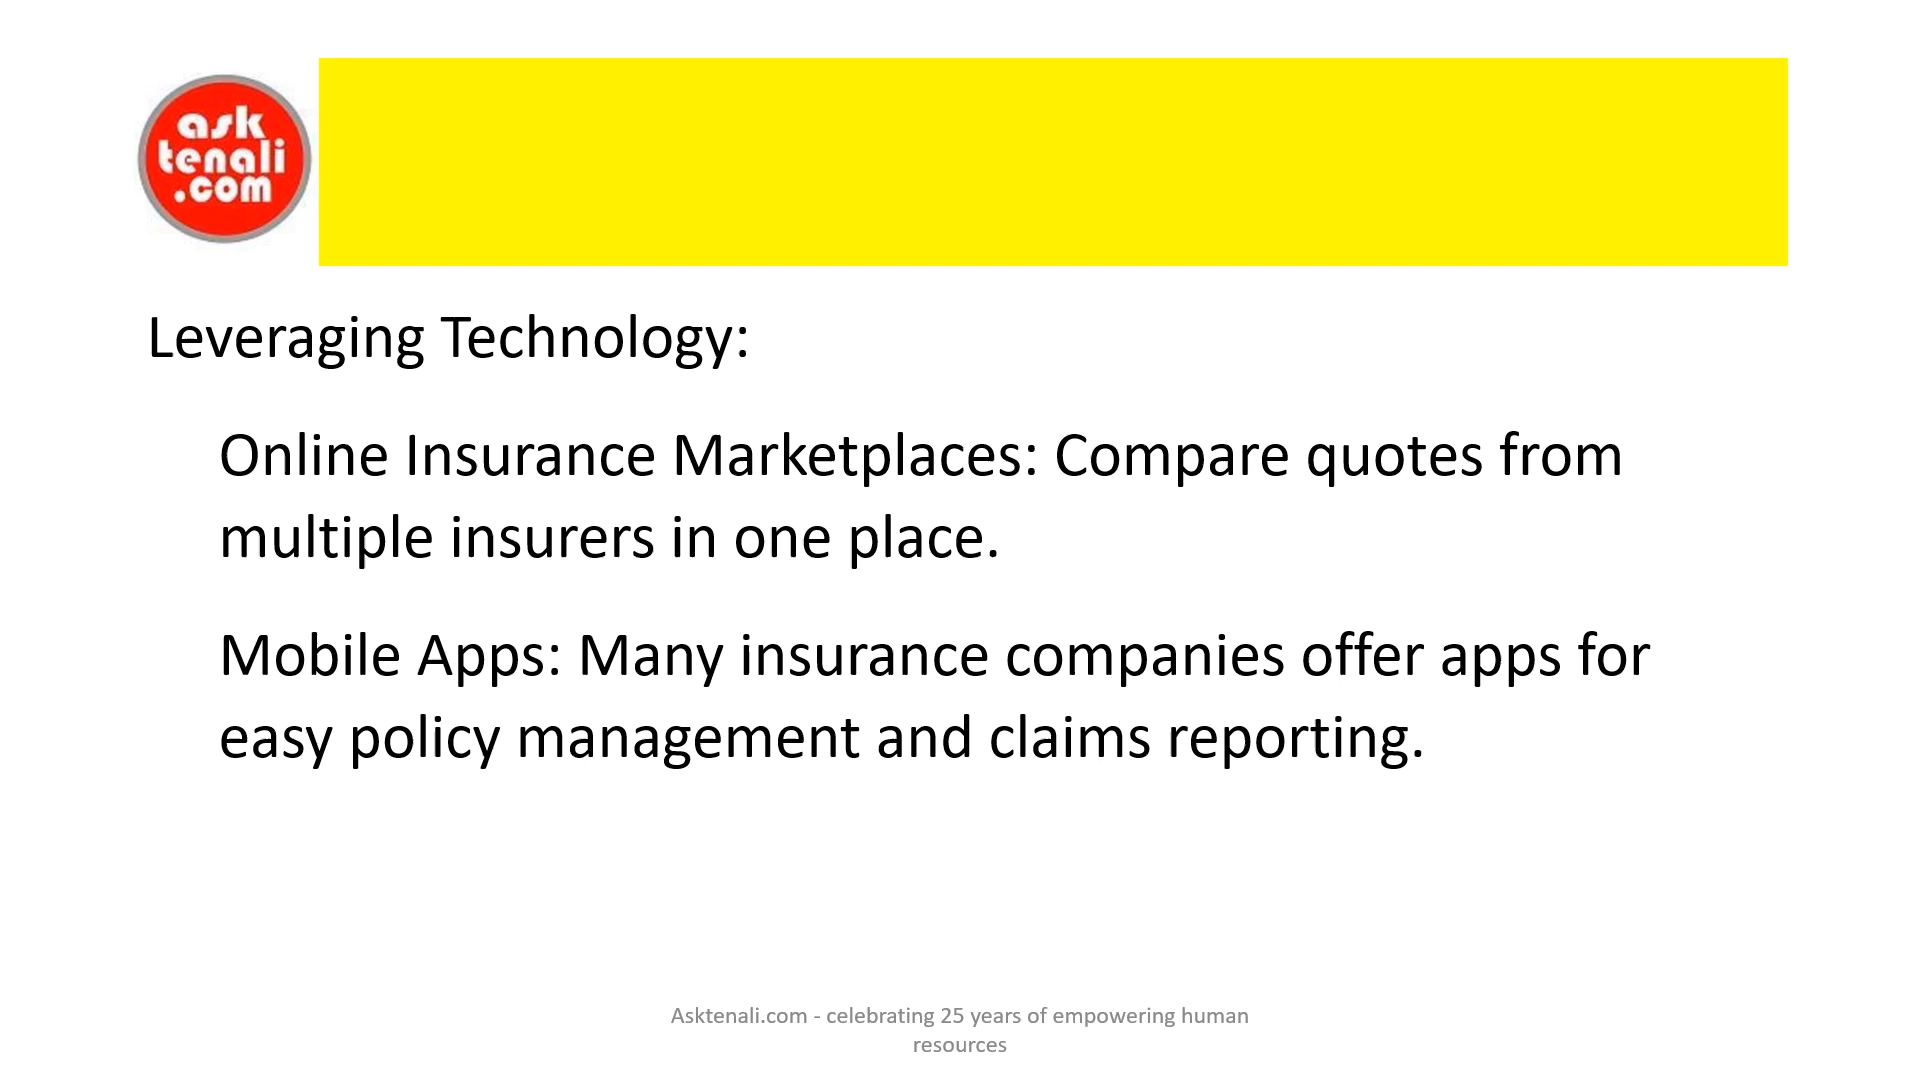 ask
tenali
.com
Leveraging Technology:
Online Insurance Marketplaces: Compare quotes from
multiple insurers in one place.
Mobile Apps: Many insurance companies offer apps for
easy policy management and claims reporting.
Asktenali.com - celebrating 25 years of empowering human
resources